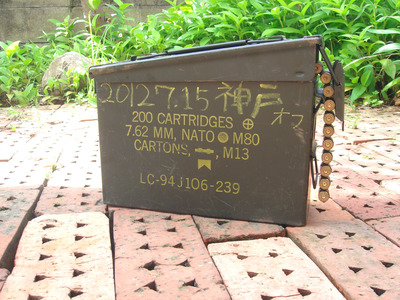 2012 7.15 神戸オフ
200 CARTRIDGES ⊕
7.62 MM, NATO M80
CARTONS, M13
LC-94J106-239